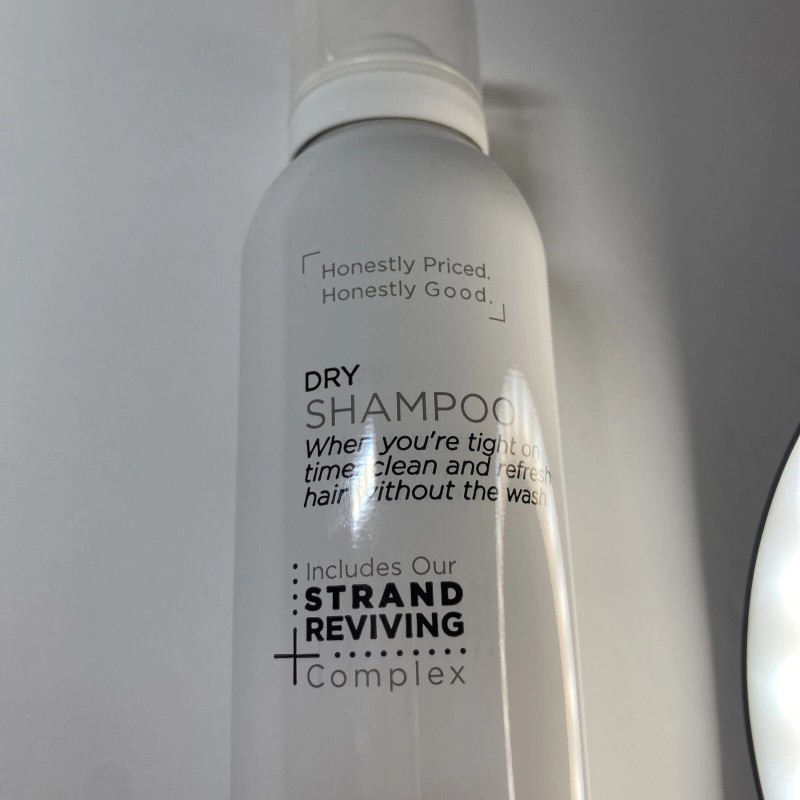 Honestly Priced.
Honestly Good.
DRY
SHAMPOO
When you're tight on
time, clean and refresh
hair without the wash
Includes Our
STRAND
REVIVING
Complex